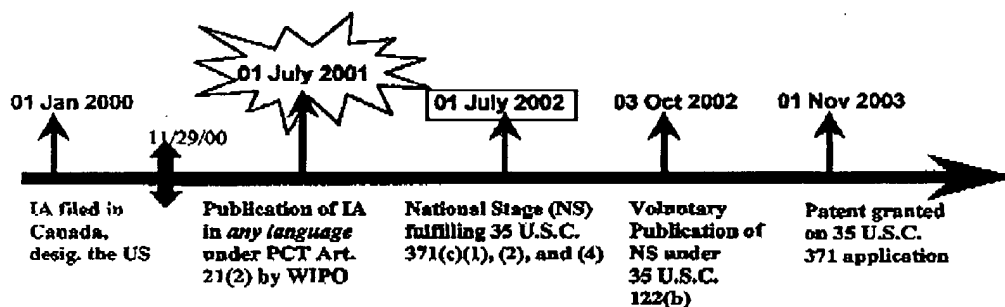 01 Jan 2000
11/29/00
01 July 2001
01 July 2002
03 Oct 2002
01 Nov 2003
IA filed in
Canada,
desig. the US
Publication of IA
in any language
under PCT Art.
21(2) by WIPO
National Stage (NS)
fulfilling 35 U.S.C.
371(c)(1), (2), and (4)
Voluntary
Publication of
NS under
35 U.S.C.
122(b)
Patent granted
on 35 U.S.C.
371 application